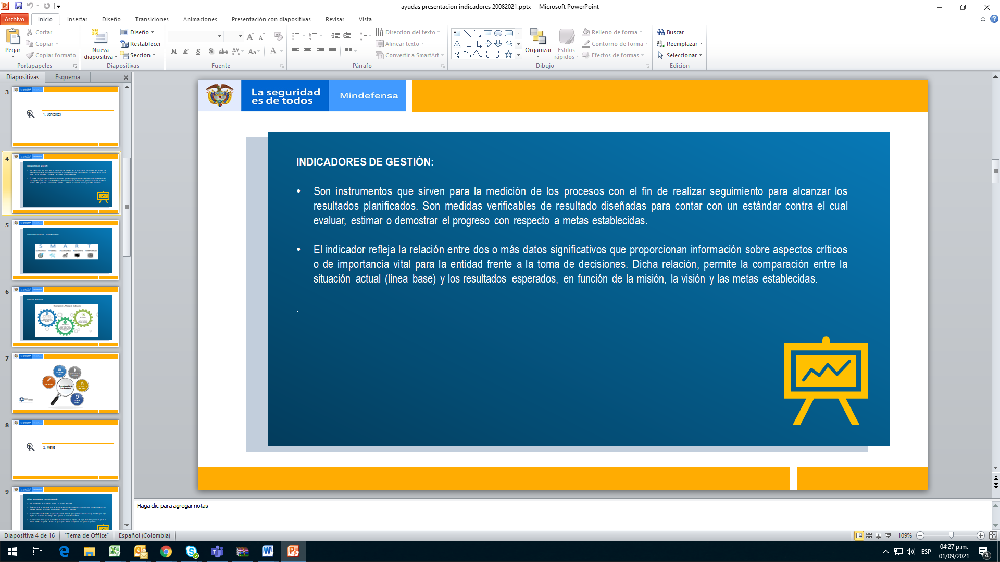 ayudas presentacion indicadores 20082021.pptx - Microsoft PowerPoint
Archivo
Inicio
Insertar
Diseño
Transiciones
Animaciones
Presentación con diapositivas
Revisar
Vista
Pegar
Cortar
Copiar
Copiar formato
Portapapeles
Nueva
diapositiva
Diseño
Restablecer
Sección
Diapositivas
N K S S abc AV Aa A
Fuente
Párrafo
Dirección del texto
Alinear texto
Convertir a SmartArt
Organizar
Estilos
rápidos
Relleno de forma
Contorno de forma
Efectos de formas
Dibujo
Buscar
Reemplazar
Seleccionar
Edición
Diapositivas
Esquema
3
1. Conceptos
4
5
S M A R T
6
7
8
2. Metas
9
La seguridad
es de todos
Mindefensa
INDICADORES DE GESTIÓN:
• Son instrumentos que sirven para la medición de los procesos con el fin de realizar seguimiento para alcanzar los
resultados planificados. Son medidas verificables de resultado diseñadas para contar con un estándar contra el cual
evaluar, estimar o demostrar el progreso con respecto a metas establecidas.
• El indicador refleja la relación entre dos o más datos significativos que proporcionan información sobre aspectos críticos
o de importancia vital para la entidad frente a la toma de decisiones. Dicha relación, permite la comparación entre la
situación actual (línea base) y los resultados esperados, en función de la misión, la visión y las metas establecidas.
.
Haga clic para agregar notas
Diapositiva 4 de 16
"Tema de Office"
Español (Colombia)
109%
ESP
04:27 p.m.
01/09/2021
4